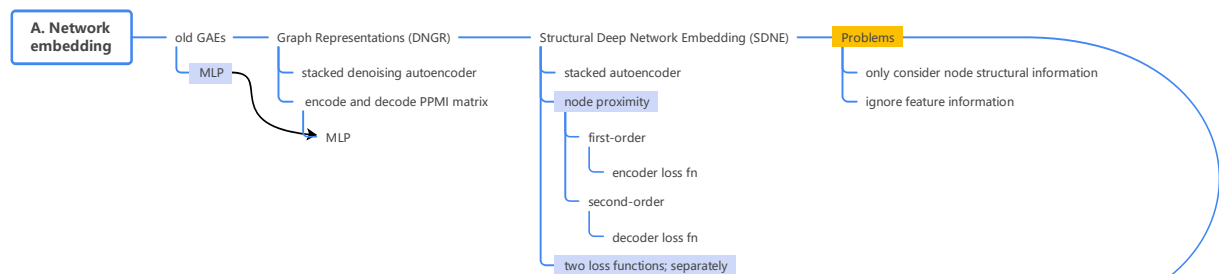 A. Network
embedding
old GAEs
MLP
Graph Representations (DNGR)
stacked denoising autoencoder
encode and decode PPMI matrix
MLP
Structural Deep Network Embedding (SDNE)
stacked autoencoder
node proximity
first-order
encoder loss fn
second-order
decoder loss fn
two loss functions; separately
Problems
only consider node structural information
ignore feature information